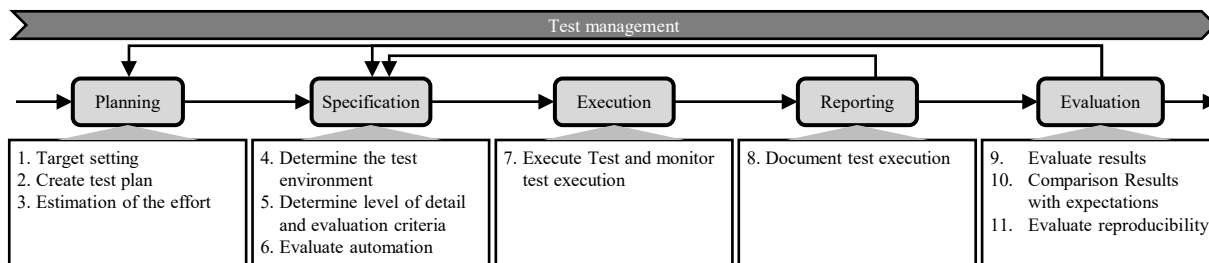 Test management
Planning
Specification
Execution
Reporting
Evaluation
1. Target setting
2. Create test plan
3. Estimation of the effort
4. Determine the test
environment
5. Determine level of detail
and evaluation criteria
6. Evaluate automation
7. Execute Test and monitor
test execution
8. Document test execution
9. Evaluate results
10. Comparison Results
with expectations
11. Evaluate reproducibility